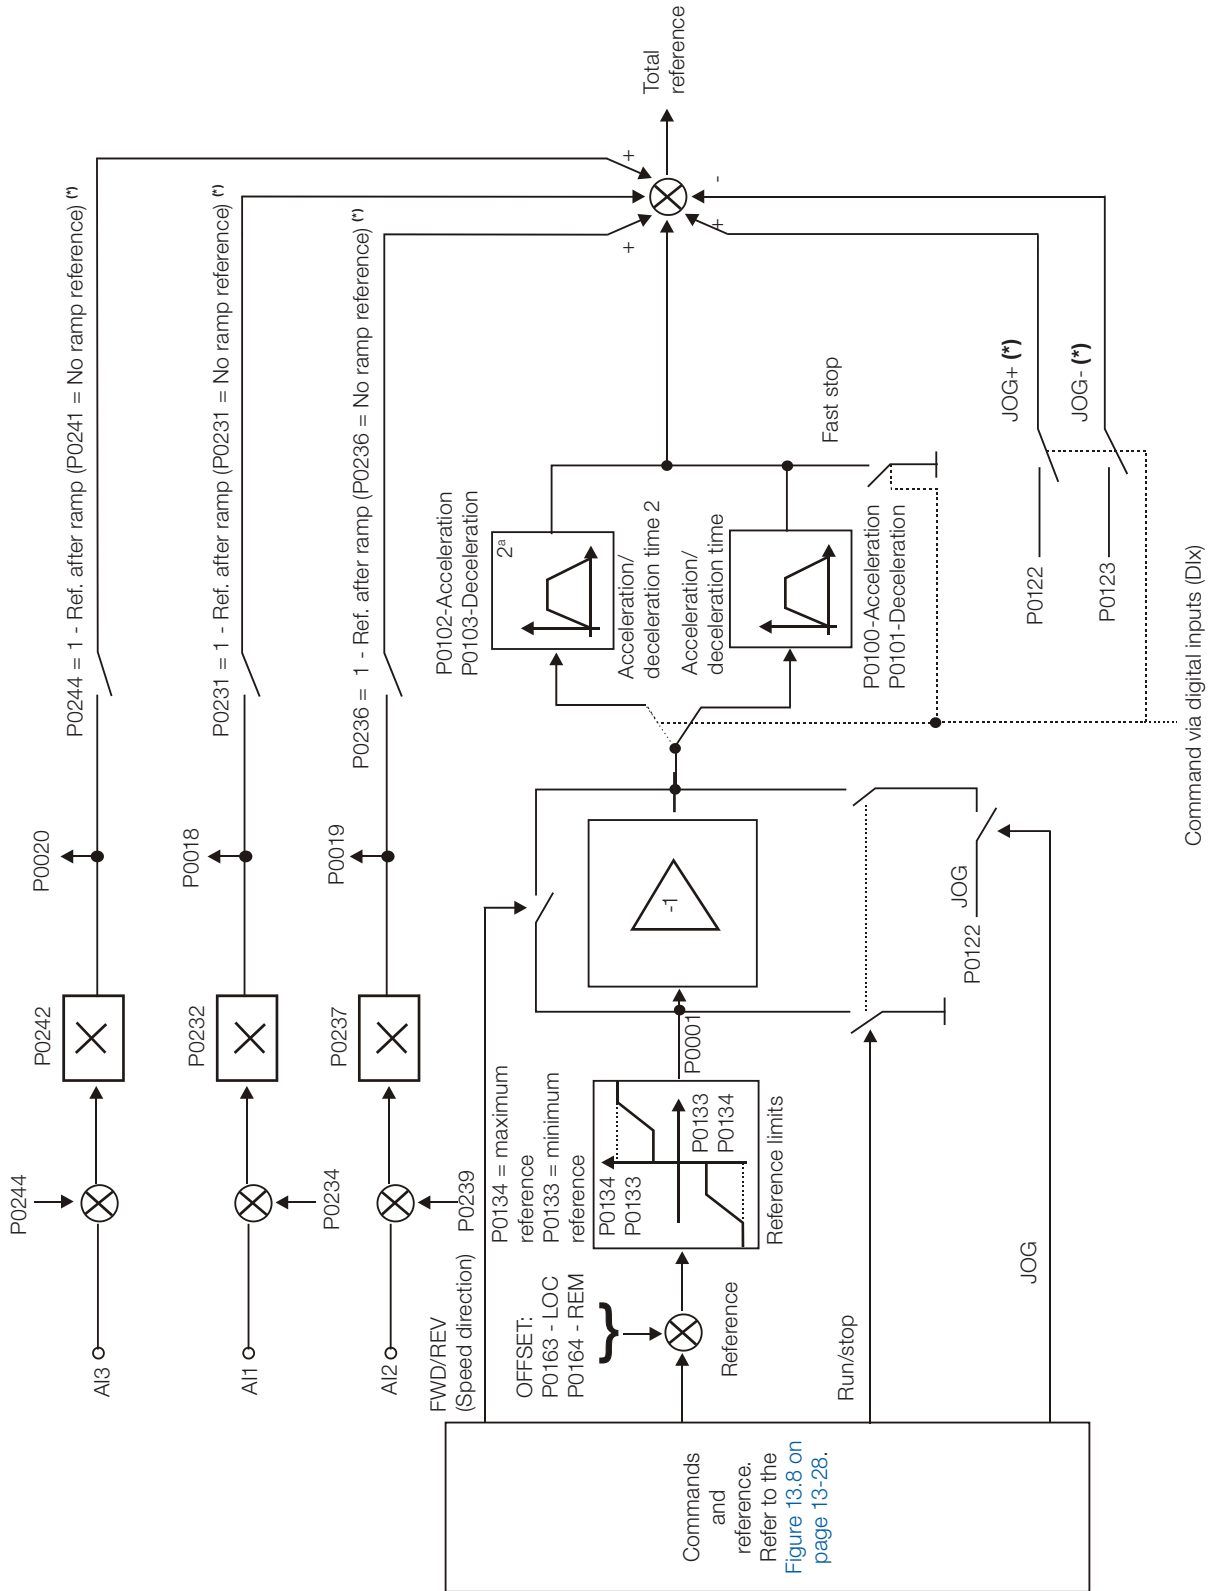 AI3
P0244
P0242
P0020
P0244 = 1 - Ref. after ramp (P0241 = No ramp reference) (*)
AI1
P0234
P0232
P0018
P0231 = 1 - Ref. after ramp (P0231 = No ramp reference) (*)
AI2
P0239
P0237
P0019
P0236 = 1 - Ref. after ramp (P0236 = No ramp reference) (*)
FWD/REV
(Speed direction)
OFFSET:
P0163 - LOC
P0164 - REM
}
Reference
P0134 = maximum
reference
P0133 = minimum
reference
P0134
P0133
P0133
P0134
Reference limits
P0001
-1
P0102-Acceleration
P0103-Deceleration
2ª
Acceleration/
deceleration time 2
Acceleration/
deceleration time
P0100-Acceleration
P0101-Deceleration
Fast stop
+
+
+
-
Total
reference
Commands
and
reference.
Refer to the
Figure 13.8 on
page 13-28.
Run/stop
JOG
P0122
JOG
P0122
JOG+ (*)
P0123
JOG- (*)
Command via digital inputs (DIx)